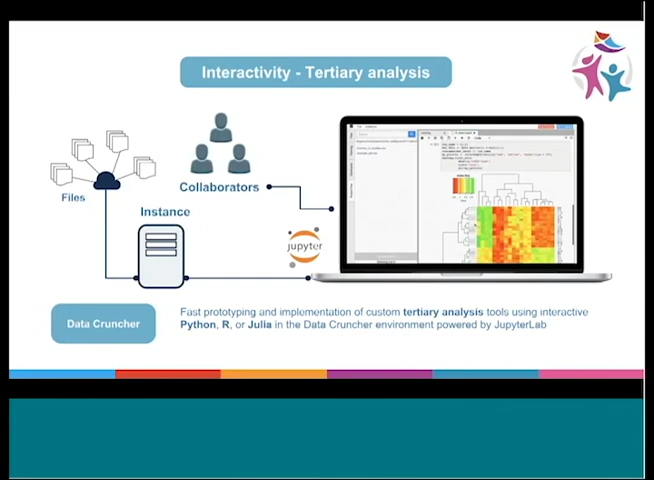 Interactivity - Tertiary analysis
Files
Collaborators
Instance
jupyter
Data Cruncher
Fast prototyping and implementation of custom tertiary analysis tools using interactive
Python, R, or Julia in the Data Cruncher environment powered by JupyterLab